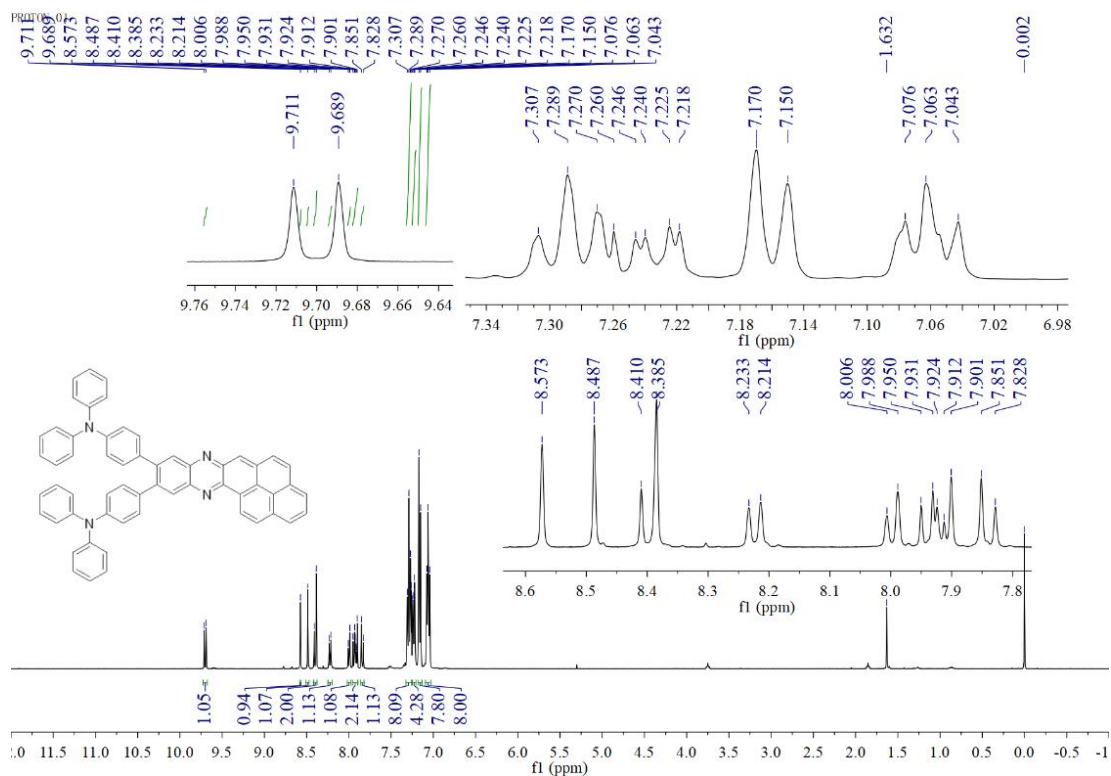 PROTON_01
9.711 9.689 8.573 8.487 8.410 8.385 8.233 8.214 8.006 7.988 7.950 7.931 7.924 7.912 7.901 7.851 7.828 7.307 7.289 7.270 7.260 7.246 7.240 7.225 7.218 7.170 7.150 7.076 7.063 7.043 1.632 0.002
9.711 9.689
7.307 7.289 7.270 7.260 7.246 7.240 7.225 7.218 7.170 7.150 7.076 7.063 7.043
9.76 9.74 9.72 9.70 9.68 9.66 9.64
f1 (ppm)
7.34 7.30 7.26 7.22 7.18 7.14 7.10 7.06 7.02 6.98
f1 (ppm)
8.573 8.487 8.410 8.385 8.233 8.214 8.006 7.988 7.950 7.931 7.924 7.912 7.901 7.851 7.828
8.6 8.5 8.4 8.3 8.2 8.1 8.0 7.9 7.8
f1 (ppm)
N
N
N
N
1.05 0.94 1.07 2.00 1.13 1.08 2.14 1.13 8.09 4.28 7.80 8.00
2.0 11.0 10.0 9.5 9.0 8.5 8.0 7.5 7.0 6.5 6.0 5.5 5.0 4.5 4.0 3.5 3.0 2.5 2.0 1.5 1.0 0.5 0.0 -1
f1 (ppm)